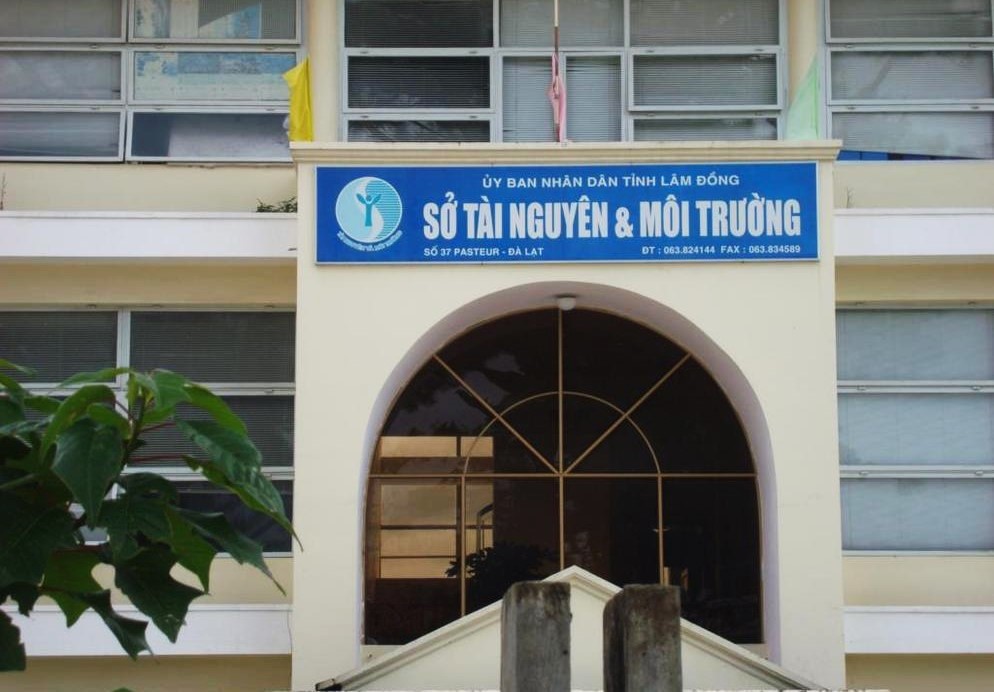 ỦY BAN NHÂN DÂN TỈNH LÂM ĐỒNG
SỞ TÀI NGUYÊN & MÔI TRƯỜNG
SỐ 37 PASTEUR - ĐÀ LẠT ĐT : 063.824144 FAX : 063.834589